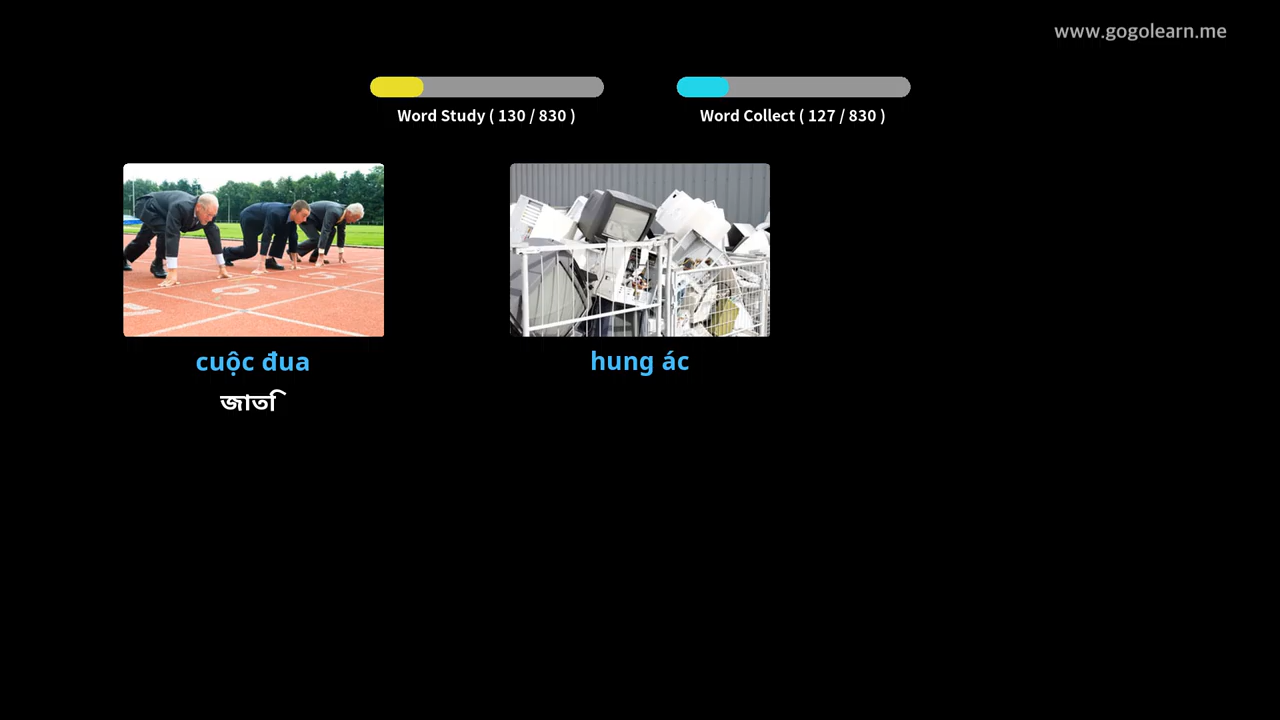 www.gogolearn.me
Word Study ( 130 / 830 )
Word Collect ( 127 / 830 )
cuộc đua
hung ác
জাতি